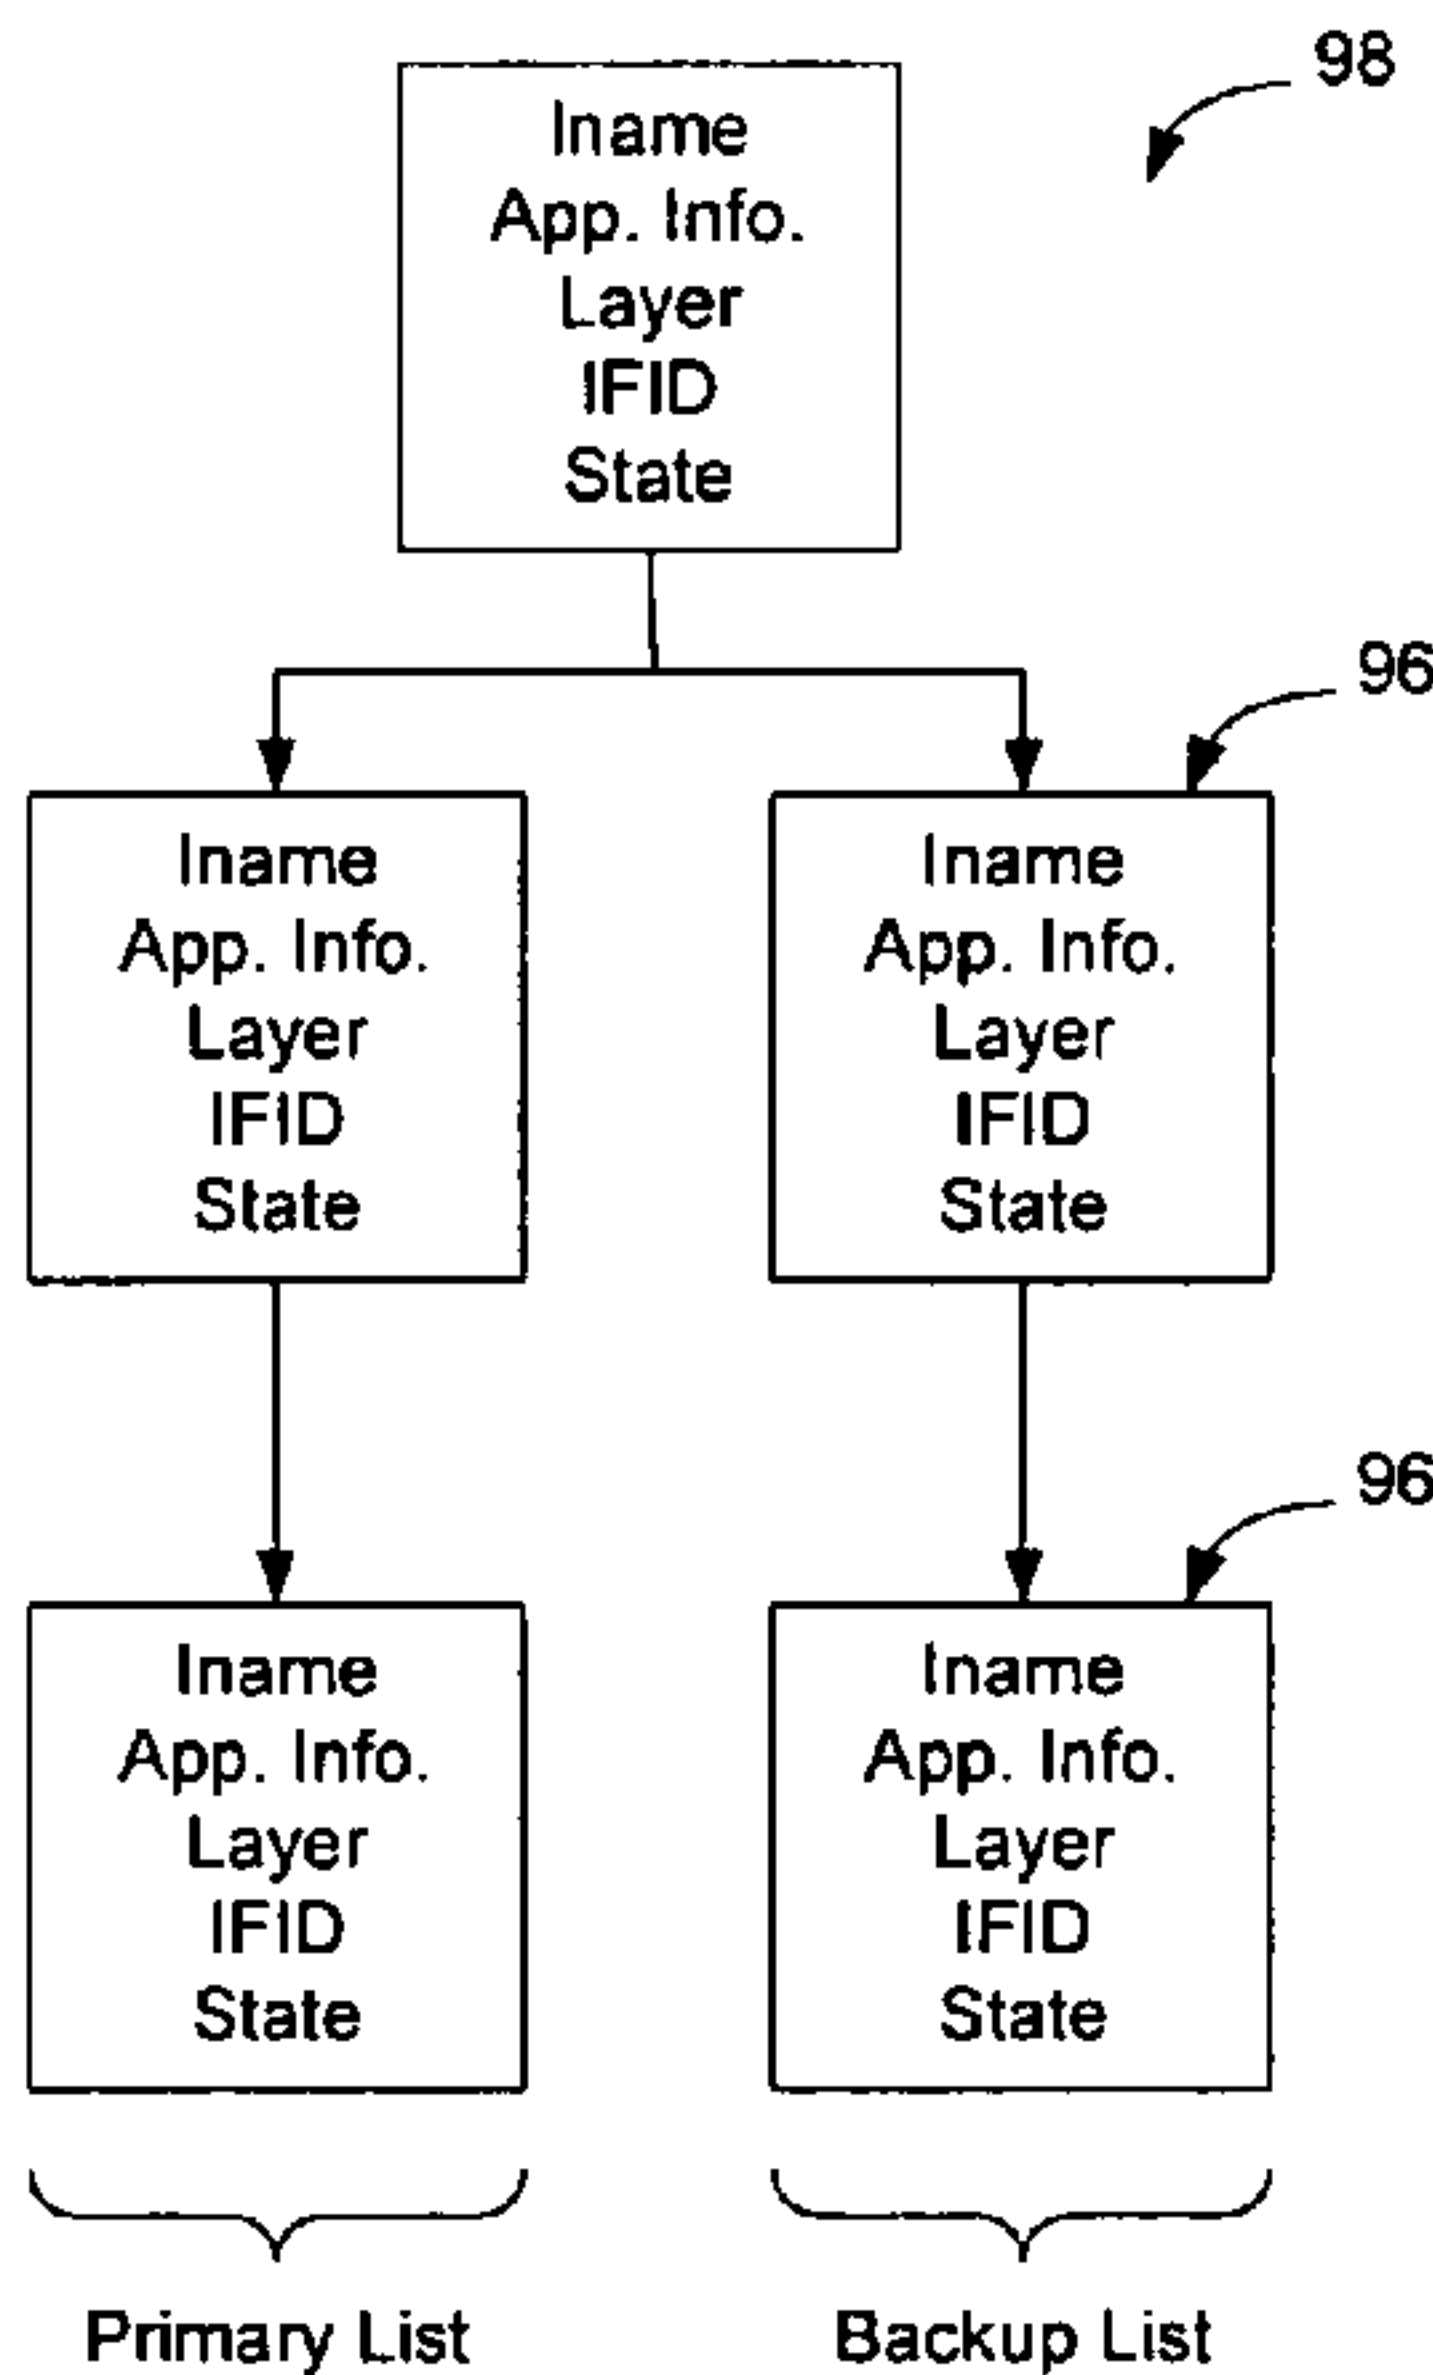 98
Iname
App. Info.
Layer
IFID
State
96
Iname
App. Info.
Layer
IFID
State
Iname
App. Info.
Layer
IFID
State
96
Iname
App. Info.
Layer
IFID
State
Iname
App. Info.
Layer
IFID
State
Primary List
Backup List